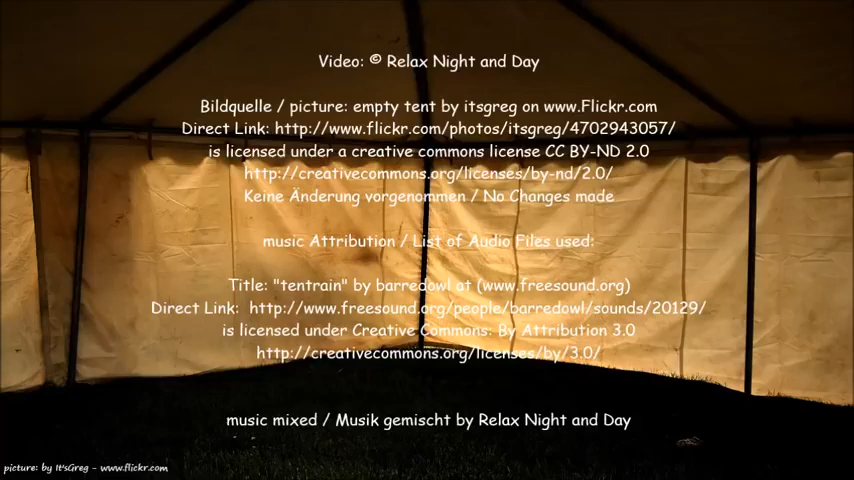 Video: © Relax Night and Day
Bildquelle / picture: empty tent by itsgreg on www.Flickr.com
Direct Link: http://www.flickr.com/photos/itsgreg/4702943057/
is licensed under a creative commons license CC BY-ND 2.0
http://creativecommons.org/licenses/by-nd/2.0/
Keine Änderung vorgenommen / No Changes made
music Attribution / List of Audio Files used:
Title: "tentrain" by barredowl at (www.freesound.org)
Direct Link: http://www.freesound.org/people/barredowl/sounds/20129/
is licensed under Creative Commons: By Attribution 3.0
http://creativecommons.org/licenses/by/3.0/
music mixed / Musik gemischt by Relax Night and Day
picture: by It'sGreg - www.flickr.com